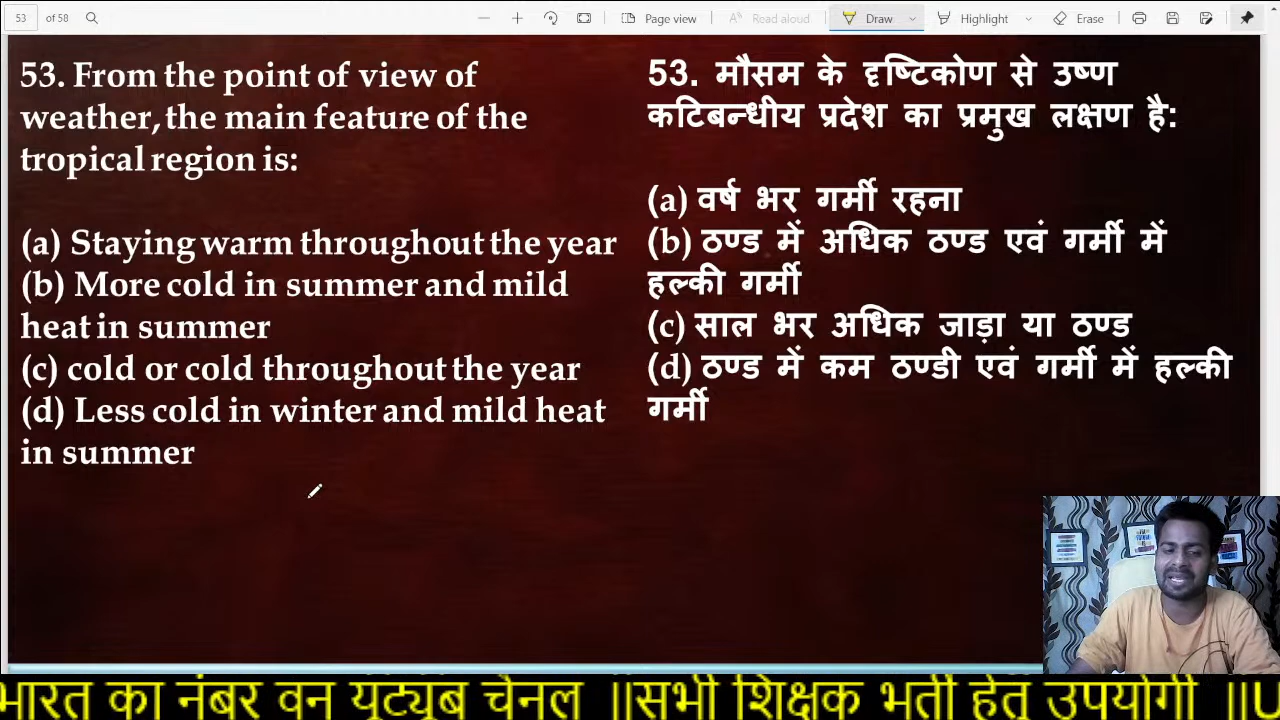 53 of 58
Page view
Read aloud
Draw
Highlight
Erase
53. From the point of view of
weather, the main feature of the
tropical region is:
(a) Staying warm throughout the year
(b) More cold in summer and mild
heat in summer
(c) cold or cold throughout the year
(d) Less cold in winter and mild heat
in summer
53. मौसम के दृष्टिकोण से उष्ण
कटिबन्धीय प्रदेश का प्रमुख लक्षण है:
(a) वर्ष भर गर्मी रहना
(b) ठण्ड में अधिक ठण्ड एवं गर्मी में
हल्की गर्मी
(c) साल भर अधिक जाड़ा या ठण्ड
(d) ठण्ड में कम ठण्डी एवं गर्मी में हल्की
गर्मी
भारत का नंबर वन यूट्यूब चैनल ||सभी शिक्षक भर्ती हेतु उपयोगी ||U